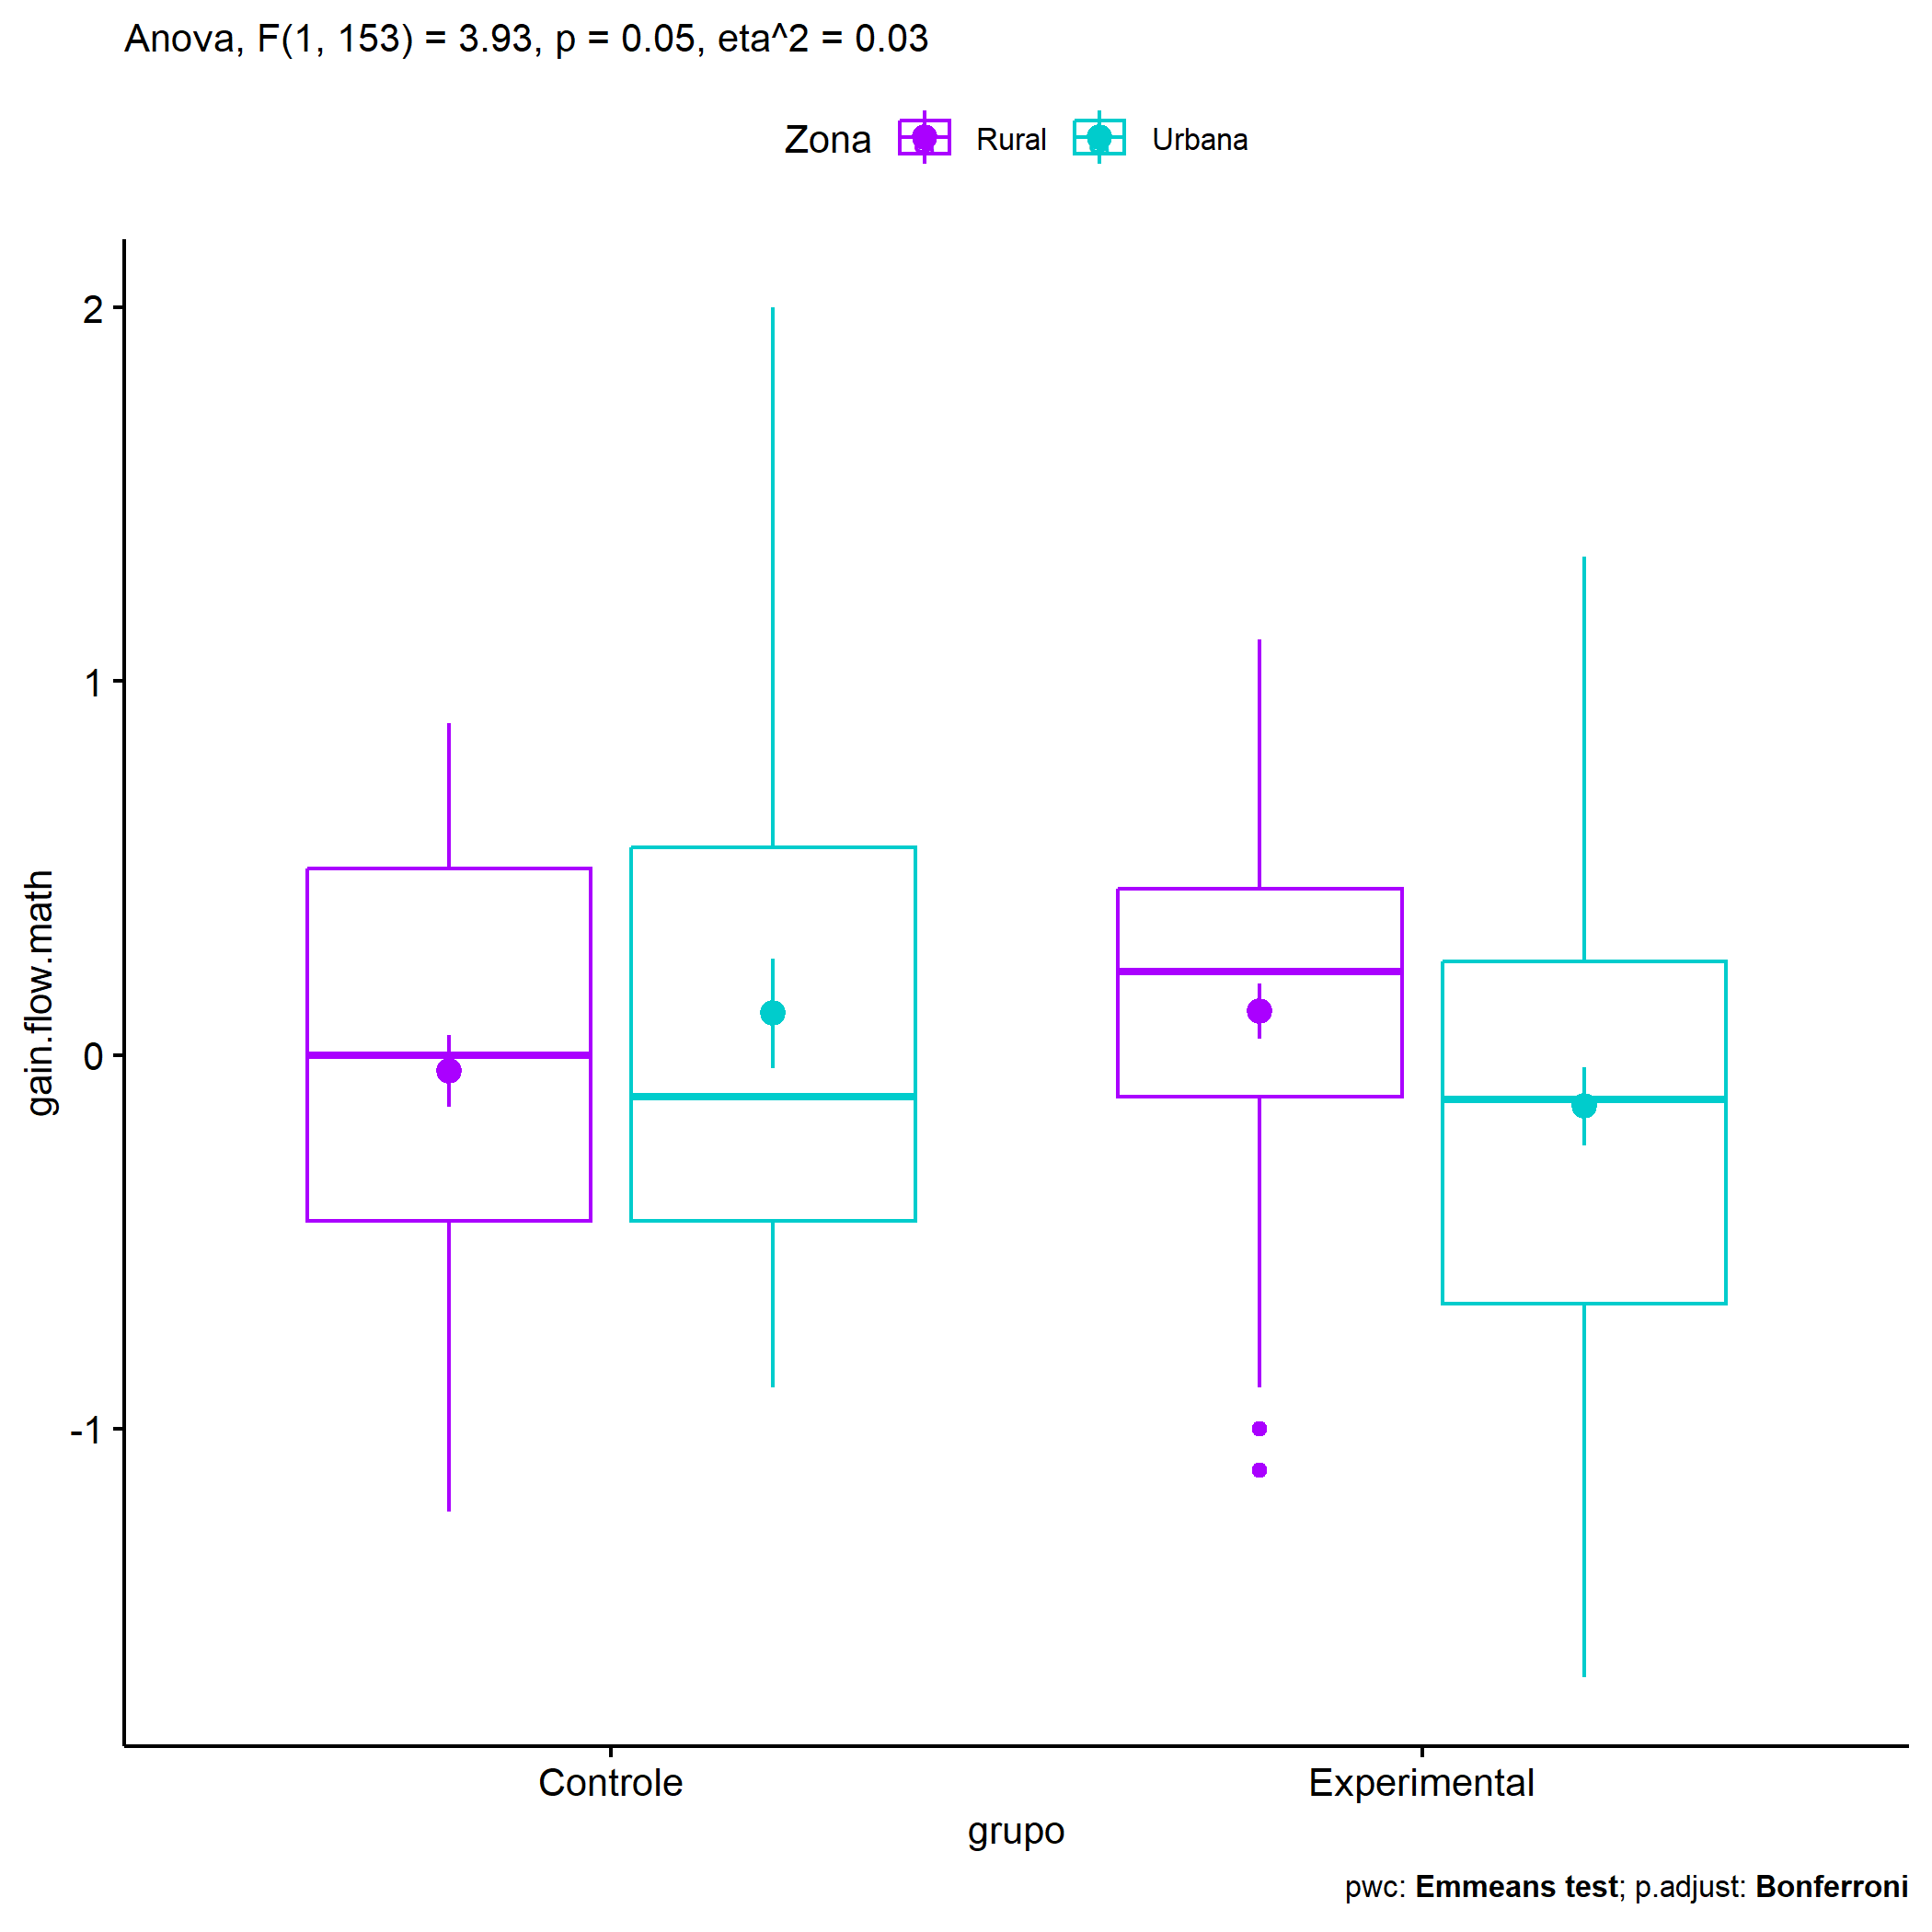 Anova, F(1, 153) = 3.93, p = 0.05, eta^2 = 0.03
Zona Rural Urbana
gain.flow.math
2
1
0
-1
Controle Experimental
grupo
pwc: Emmeans test; p.adjust: Bonferroni